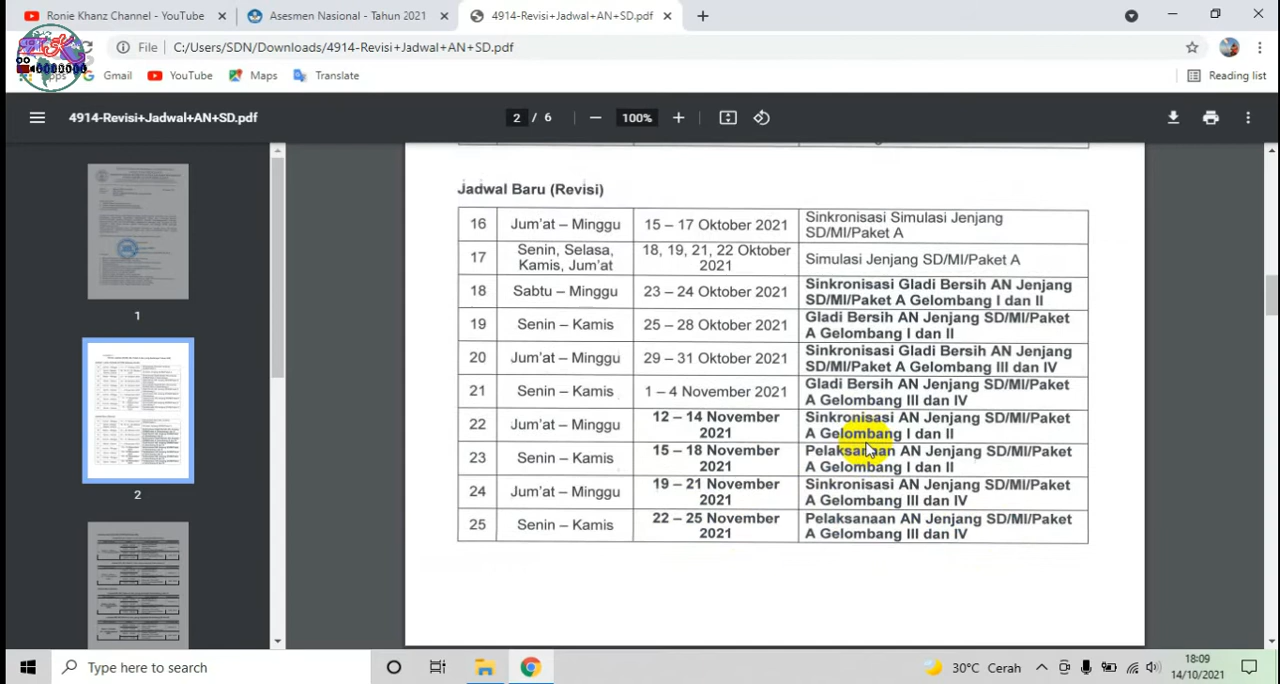 Ronie Khanz Channel - YouTube
Asesmen Nasional - Tahun 2021
4914-Revisi+Jadwal+AN+SD.pdf
File
C:/Users/SDN/Downloads/4914-Revisi+Jadwal+AN+SD.pdf
Apps
Gmail
YouTube
Maps
Translate
Reading list
4914-Revisi+Jadwal+AN+SD.pdf
2 / 6
100%
1
2
Jadwal Baru (Revisi)
16 Jum'at – Minggu 15 – 17 Oktober 2021 Sinkronisasi Simulasi Jenjang
SD/MI/Paket A
17 Senin, Selasa, 18, 19, 21, 22 Oktober Simulasi Jenjang SD/MI/Paket A
Kamis, Jum'at 2021
18 Sabtu – Minggu 23 – 24 Oktober 2021 Sinkronisasi Gladi Bersih AN Jenjang
SD/MI/Paket A Gelombang I dan II
19 Senin – Kamis 25 – 28 Oktober 2021 Gladi Bersih AN Jenjang SD/MI/Paket
A Gelombang I dan II
20 Jum'at – Minggu 29 – 31 Oktober 2021 Sinkronisasi Gladi Bersih AN Jenjang
SD/MI/Paket A Gelombang III dan IV
21 Senin – Kamis 1 – 4 November 2021 Gladi Bersih AN Jenjang SD/MI/Paket
A Gelombang III dan IV
22 Jum'at – Minggu 12 – 14 November Sinkronisasi AN Jenjang SD/MI/Paket
2021 A Gelombang I dan II
23 Senin – Kamis 15 – 18 November Pelaksanaan AN Jenjang SD/MI/Paket
2021 A Gelombang I dan II
24 Jum'at – Minggu 19 – 21 November Sinkronisasi AN Jenjang SD/MI/Paket
2021 A Gelombang III dan IV
25 Senin – Kamis 22 – 25 November Pelaksanaan AN Jenjang SD/MI/Paket
2021 A Gelombang III dan IV
Type here to search
30°C Cerah
18:09
14/10/2021